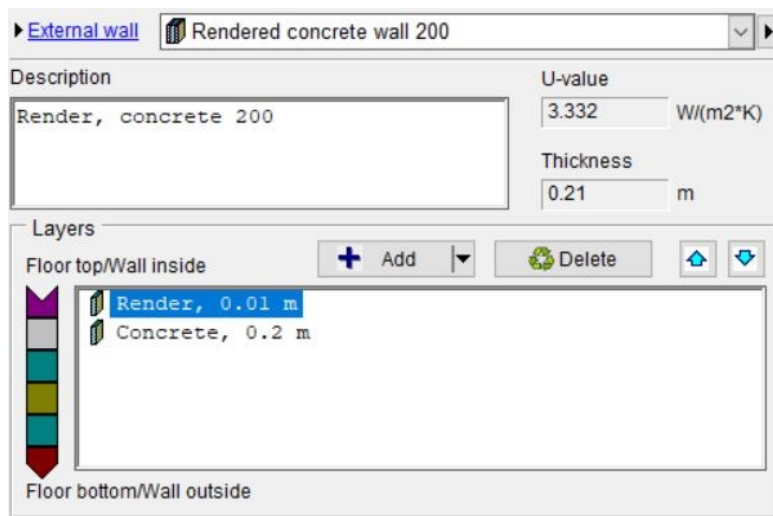 External wall
Rendered concrete wall 200
Description
U-value
Render, concrete 200
3.332 W/(m2*K)
Thickness
0.21 m
Layers
Floor top/Wall inside
Add
Delete
Render, 0.01 m
Concrete, 0.2 m
Floor bottom/Wall outside